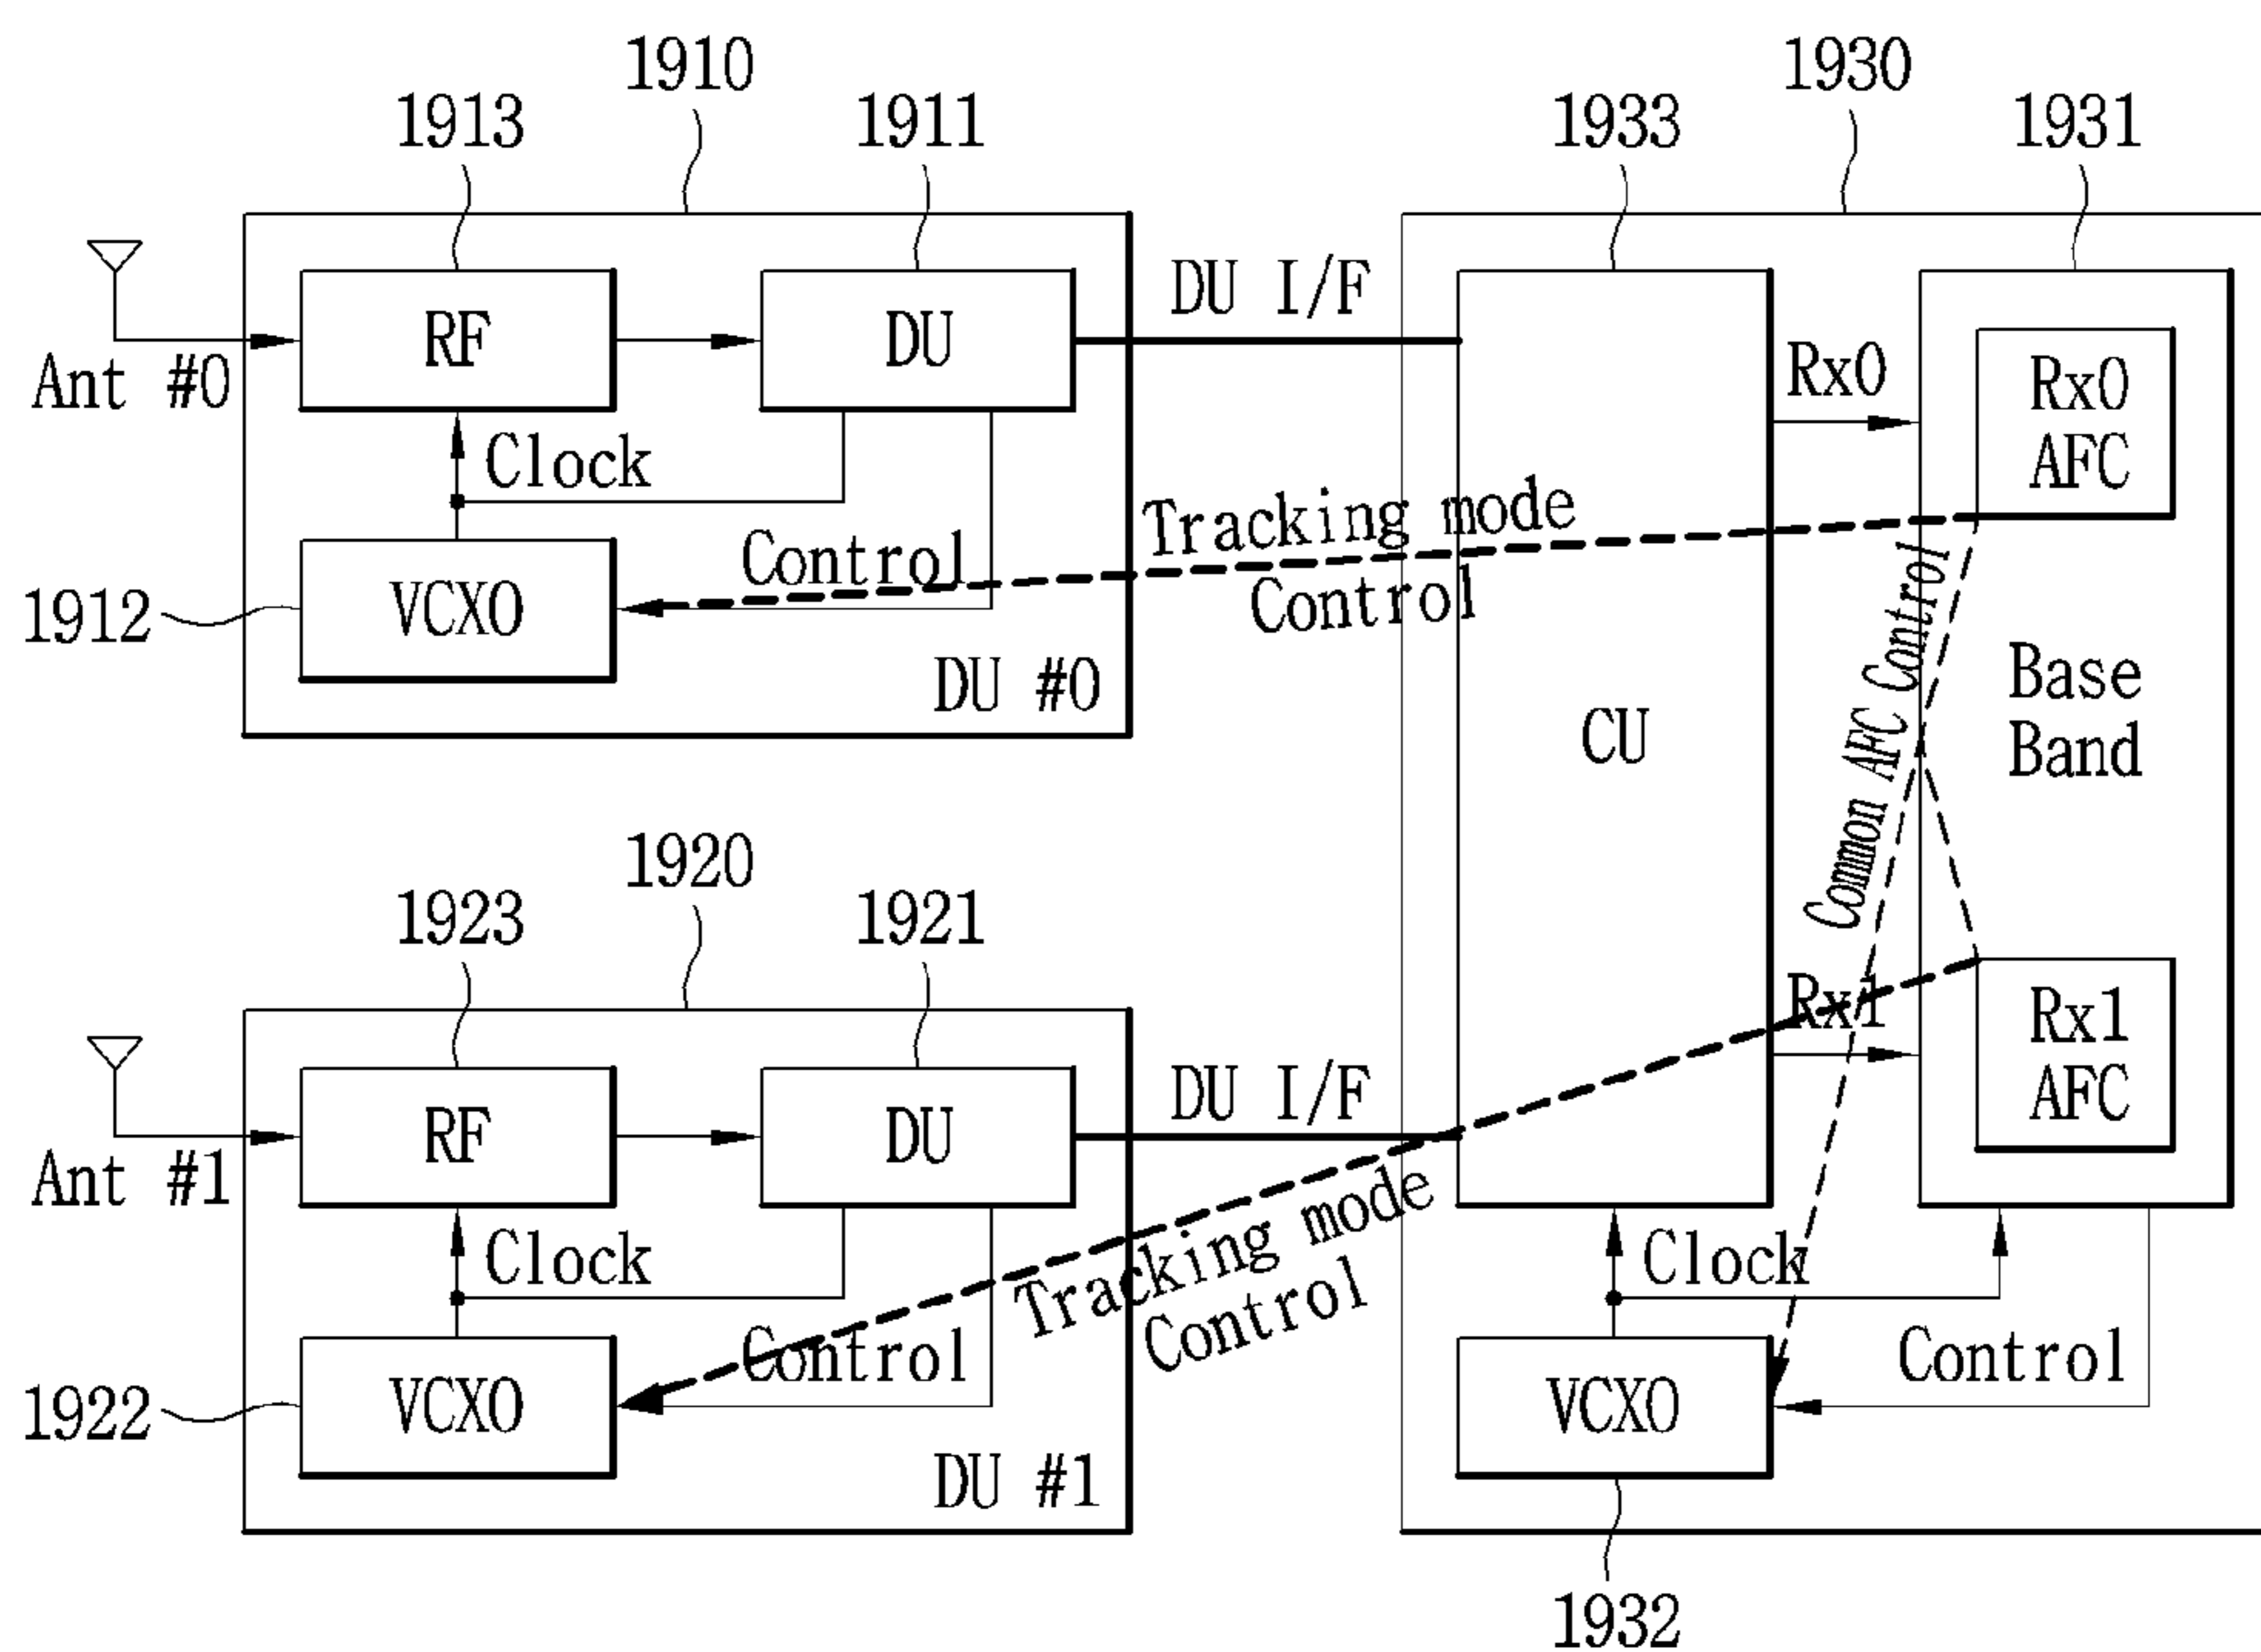 1910
1930
1913
1911
1933
1931
RF
DU
DU I/F
Rx0
Rx0
AFC
Ant #0
Clock
Tracking mode
Control
Control
VCXO
1912
DU #0
Common AFC Control
CU
Base
Band
1920
1923
1921
RF
DU
DU I/F
Rx1
Rx1
AFC
Ant #1
Clock
Tracking mode
Control
Control
VCXO
1922
DU #1
Clock
Control
VCXO
1932